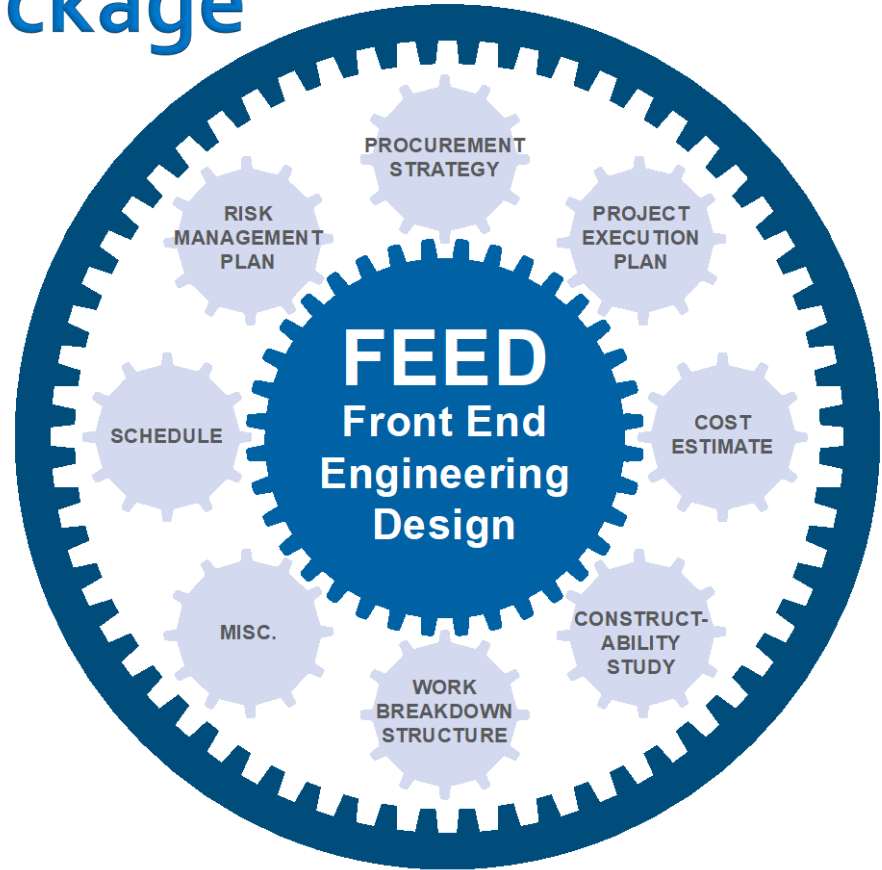 ckage
PROCUREMENT
STRATEGY
RISK
MANAGEMENT
PLAN
PROJECT
EXECUTION
PLAN
FEED
Front End
Engineering
Design
SCHEDULE
COST
ESTIMATE
MISC.
CONSTRUCT-
ABILITY
STUDY
WORK
BREAKDOWN
STRUCTURE